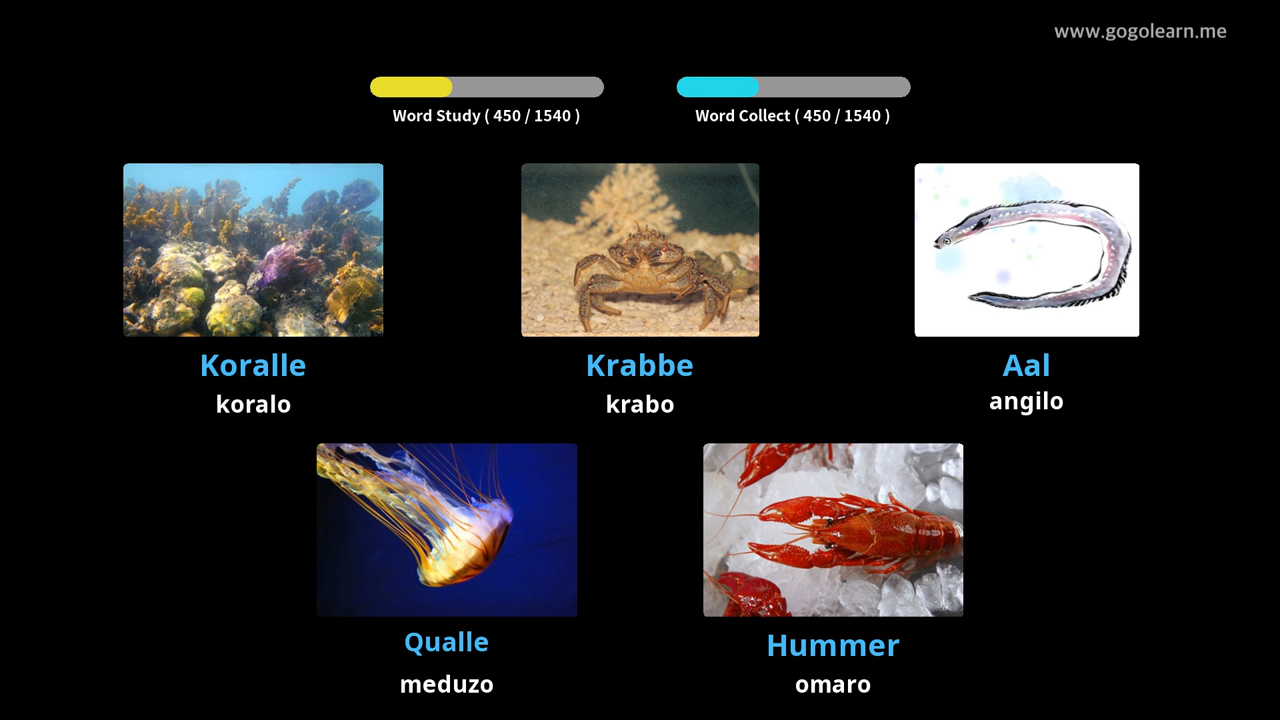 www.gogolearn.me
Word Study ( 450 / 1540 )
Word Collect ( 450 / 1540 )
Koralle
koralo
Krabbe
krabo
Aal
angilo
Qualle
meduzo
Hummer
omaro